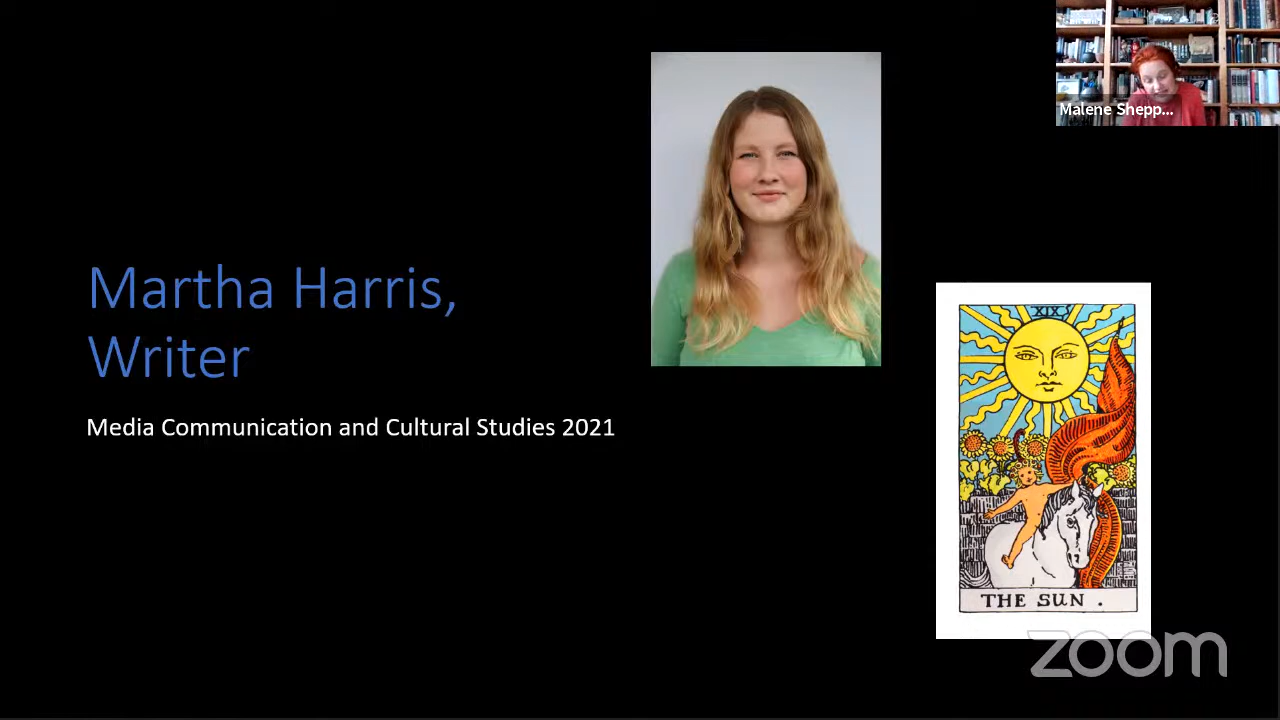 Malene Shepp...
Martha Harris,
Writer
Media Communication and Cultural Studies 2021
XIX
THE SUN .
zoom